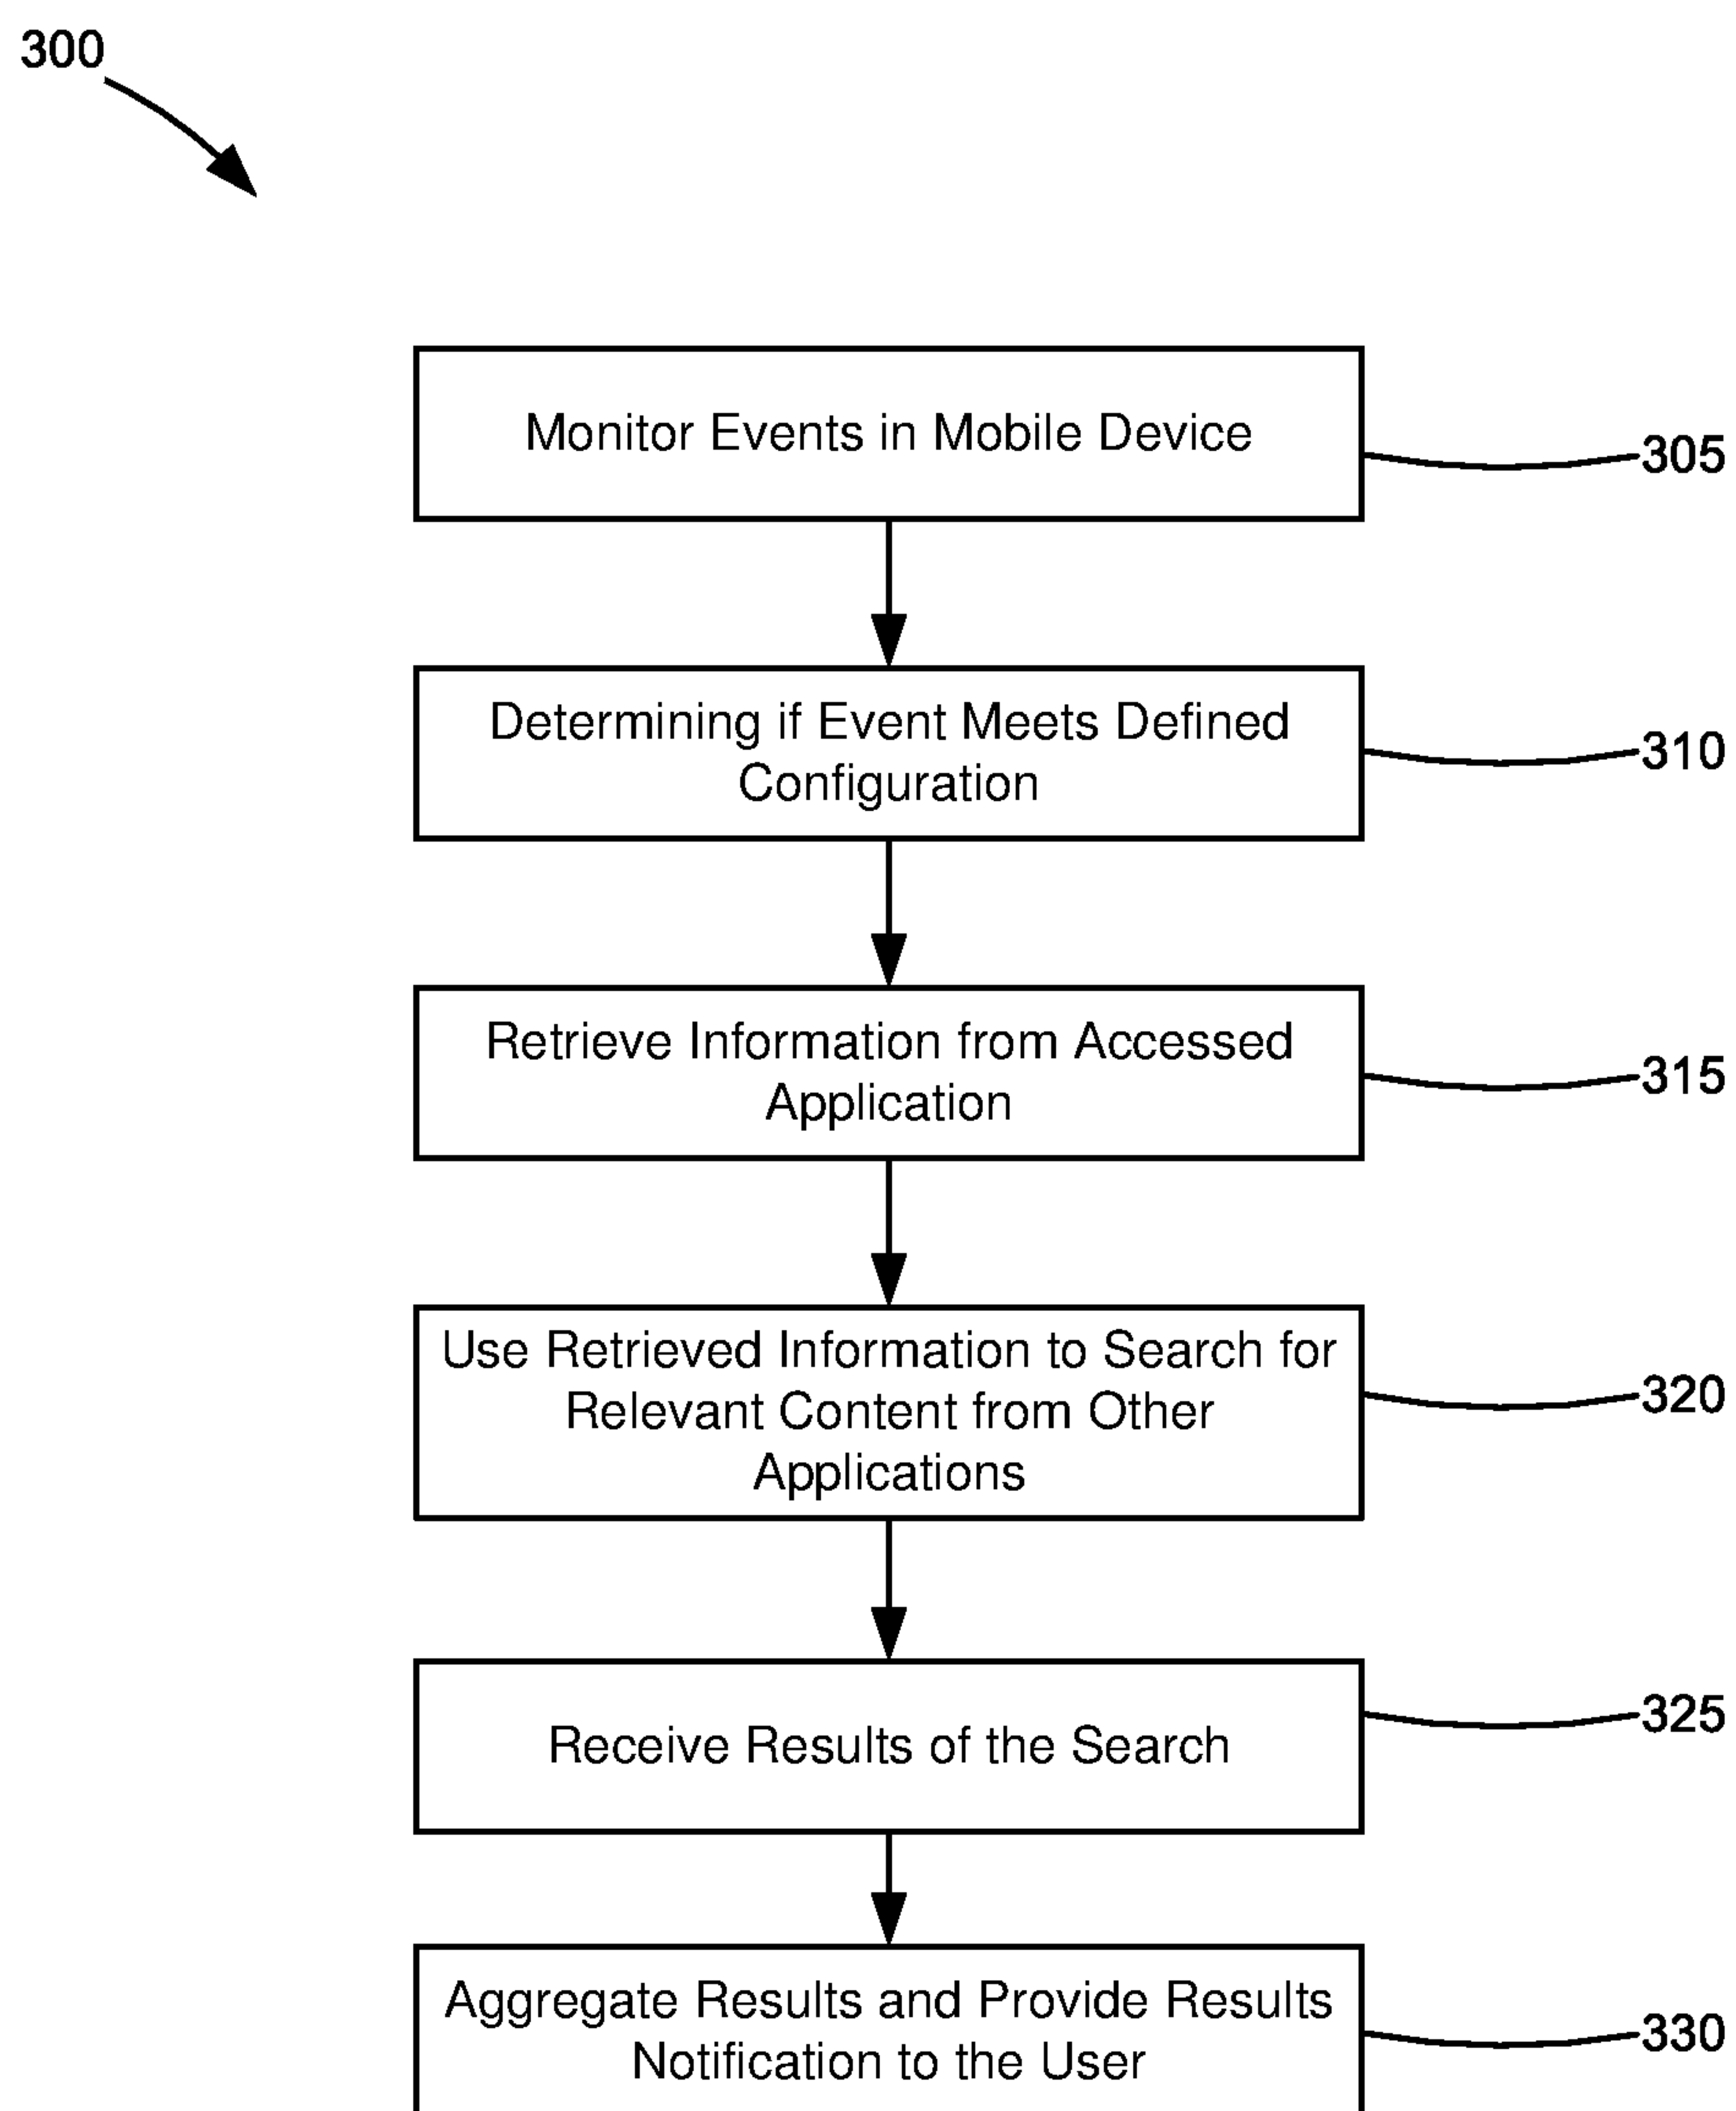 300
Monitor Events in Mobile Device
305
Determining if Event Meets Defined
Configuration
310
Retrieve Information from Accessed
Application
315
Use Retrieved Information to Search for
Relevant Content from Other
Applications
320
Receive Results of the Search
325
Aggregate Results and Provide Results
Notification to the User
330